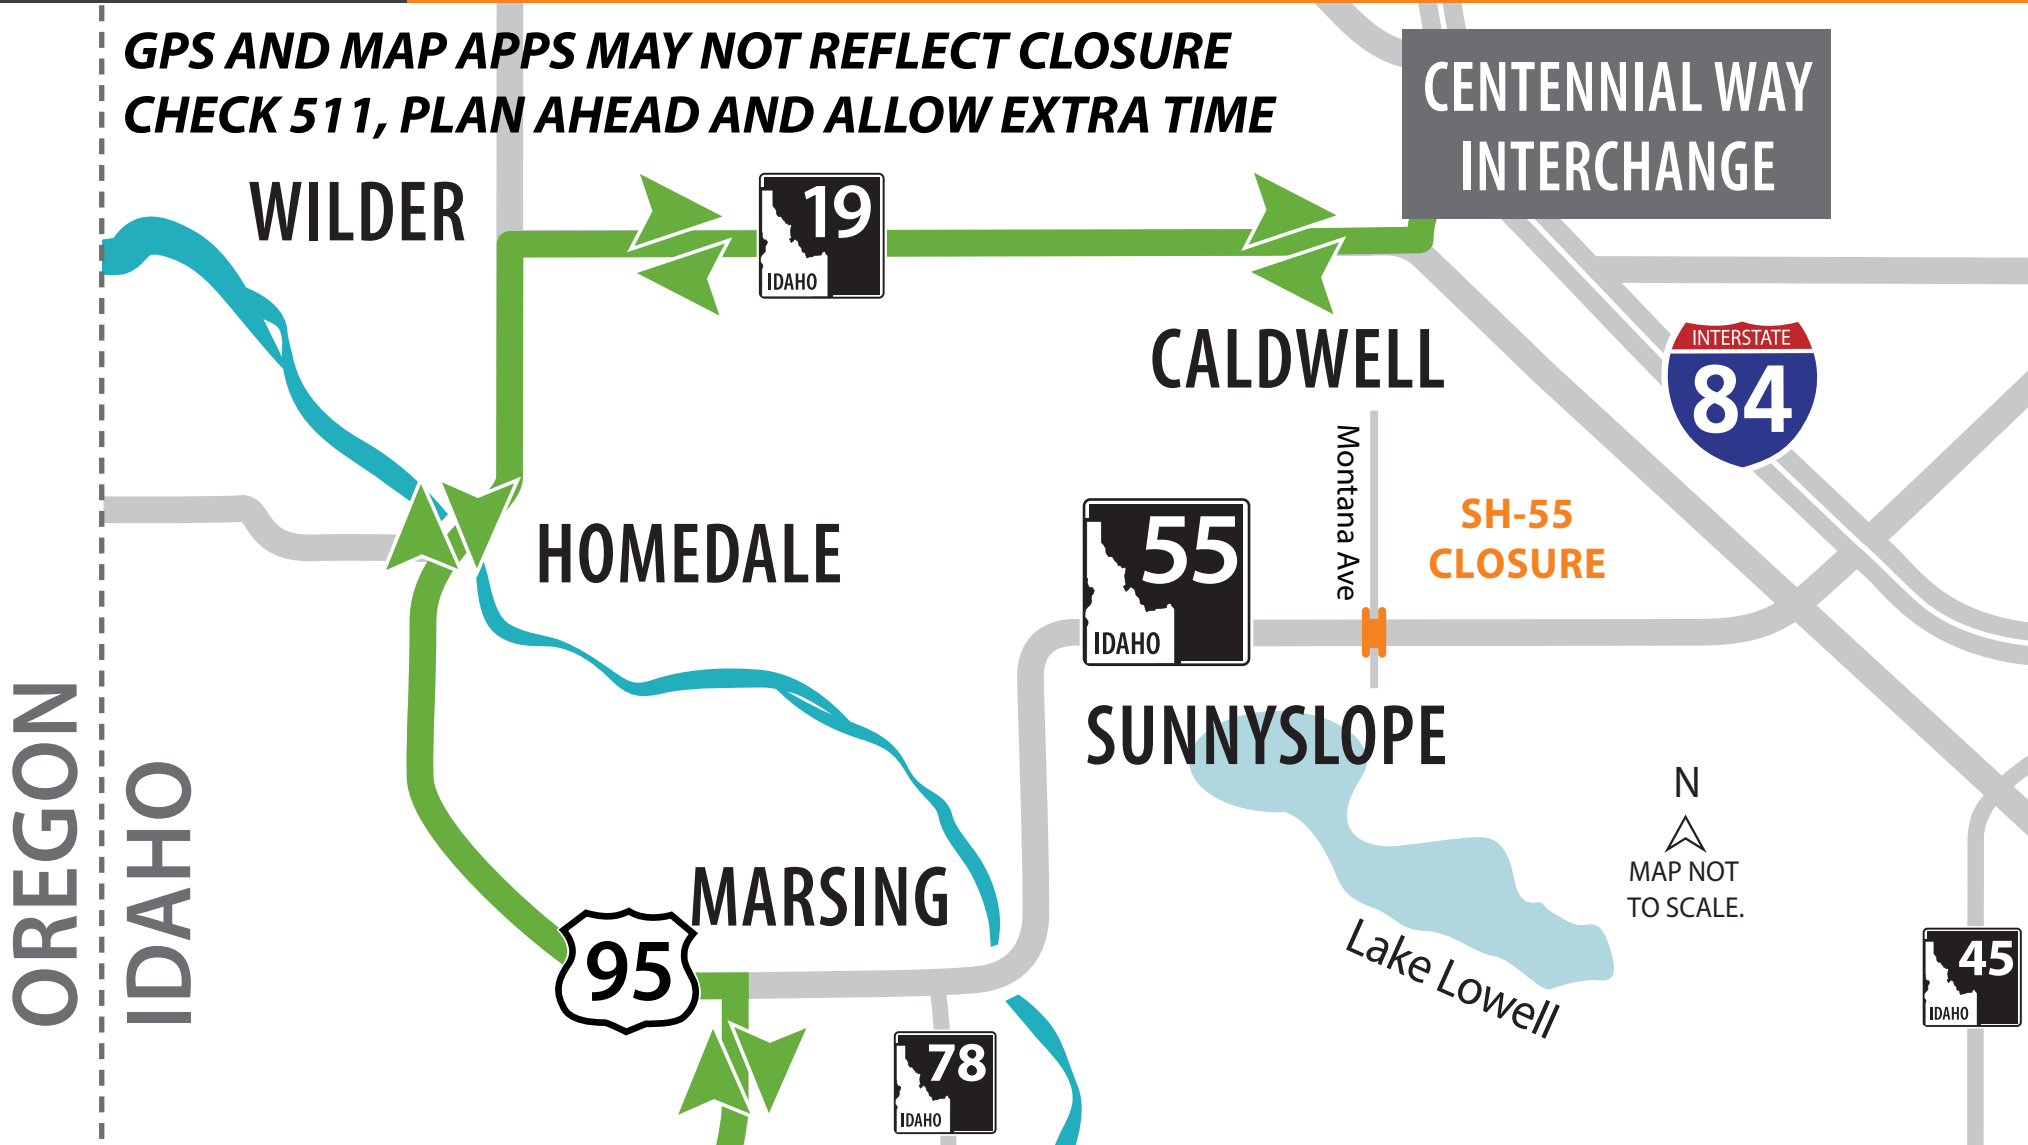 GPS AND MAP APPS MAY NOT REFLECT CLOSURE
CHECK 511, PLAN AHEAD AND ALLOW EXTRA TIME
CENTENNIAL WAY
INTERCHANGE
WILDER
19
IDAHO
CALDWELL
INTERSTATE
84
Montana Ave
SH-55
CLOSURE
HOMEDALE
55
IDAHO
SUNNYSLOPE
OREGON
IDAHO
N
MAP NOT
TO SCALE.
MARSING
95
Lake Lowell
45
IDAHO
78
IDAHO